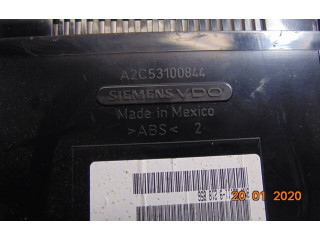 A2C53100844
SIEMENS VDO
Made in Mexico
>ABS< 2
20 01 2020